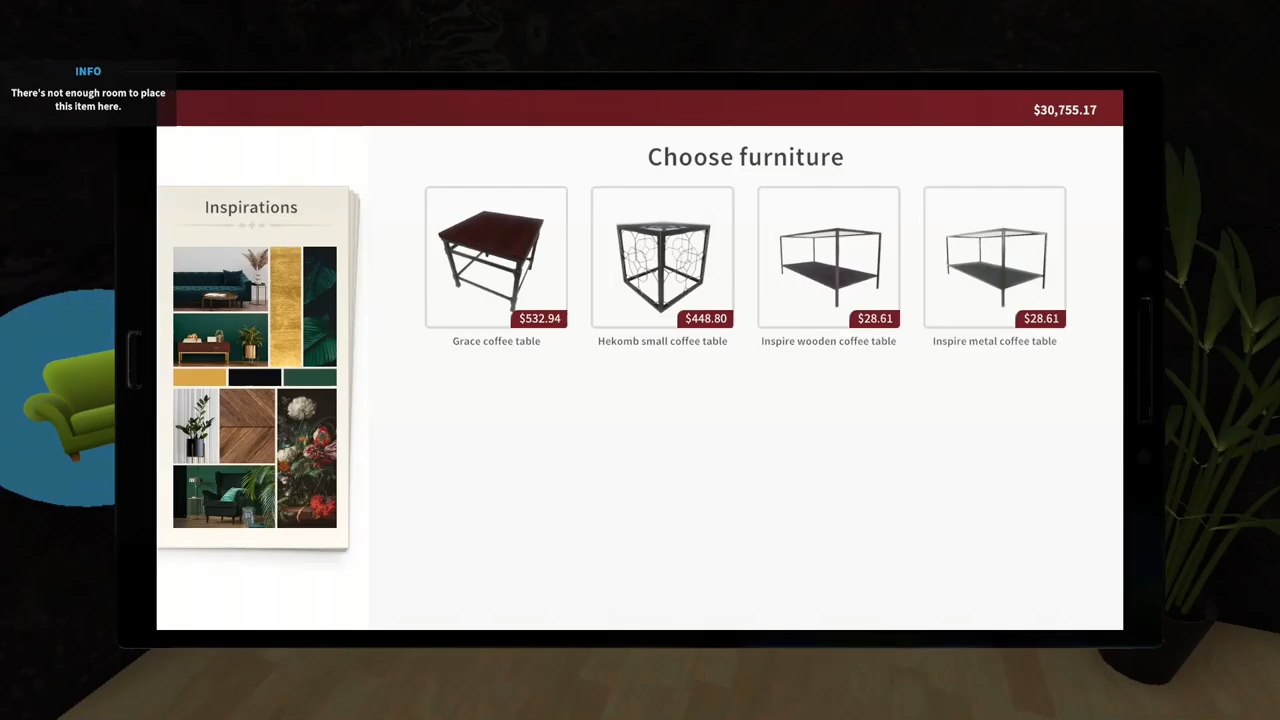 INFO
There's not enough room to place
this item here.
$30,755.17
Choose furniture
Inspirations
$532.94
$448.80
$28.61
$28.61
Grace coffee table
Hekomb small coffee table
Inspire wooden coffee table
Inspire metal coffee table